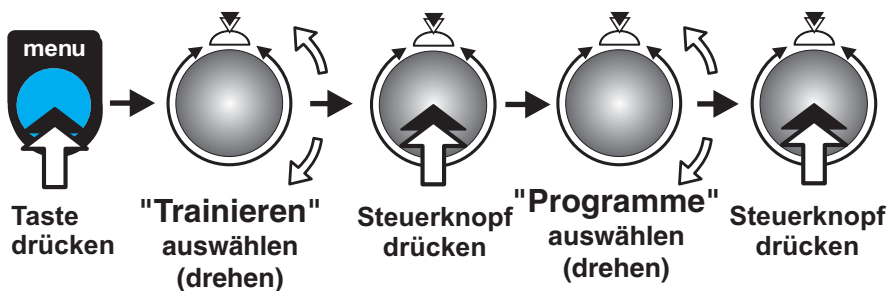 menu
Taste
drücken
"Trainieren"
auswählen
(drehen)
Steuerknopf
drücken
"Programme"
auswählen
(drehen)
Steuerknopf
drücken